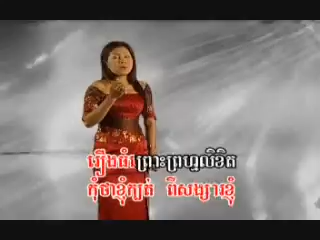 រឿងធំ ព្រោះព្រហ្មលិខិត
កុំថាខ្ញុំក្បត់ ពីសង្សារខ្ញុំ